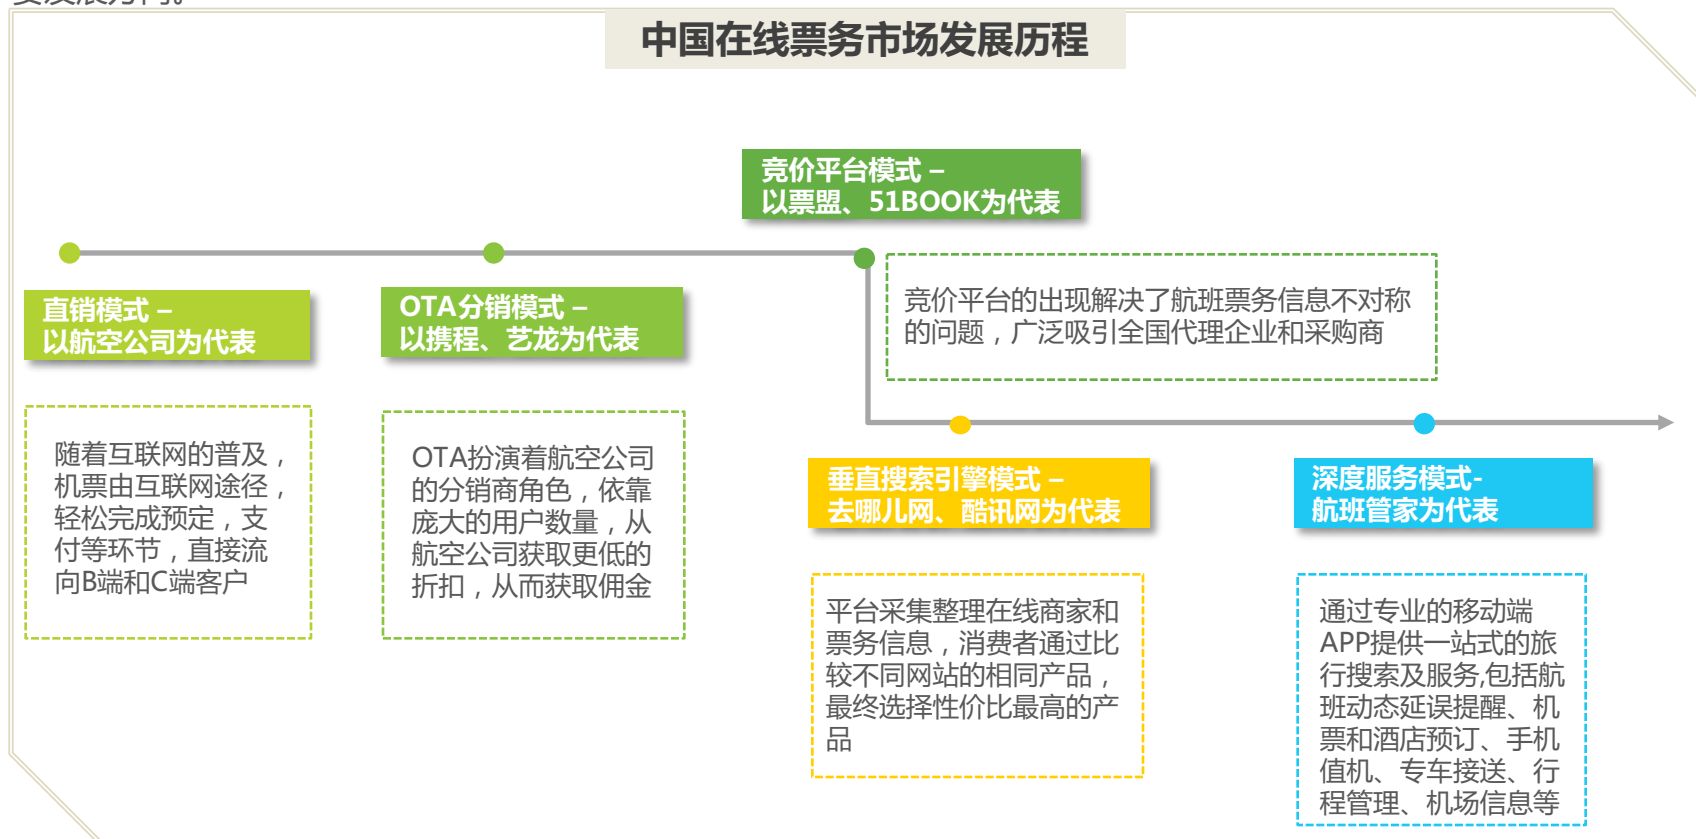 中国在线票务市场发展历程
竞价平台模式 –
以票盟、51BOOK为代表
直销模式 –
以航空公司为代表
OTA分销模式 –
以携程、艺龙为代表
竞价平台的出现解决了航班票务信息不对称
的问题，广泛吸引全国代理企业和采购商
随着互联网的普及，
机票由互联网途径，
轻松完成预定，支
付等环节，直接流
向B端和C端客户
OTA扮演着航空公司
的分销商角色，依靠
庞大的用户数量，从
航空公司获取更低的
折扣，从而获取佣金
垂直搜索引擎模式 –
去哪儿网、酷讯网为代表
深度服务模式-
航班管家为代表
平台采集整理在线商家和
票务信息，消费者通过比
较不同网站的相同产品，
最终选择性价比最高的产
品
通过专业的移动端
APP提供一站式的旅
行搜索及服务,包括航
班动态延误提醒、机
票和酒店预订、手机
值机、专车接送、行
程管理、机场信息等